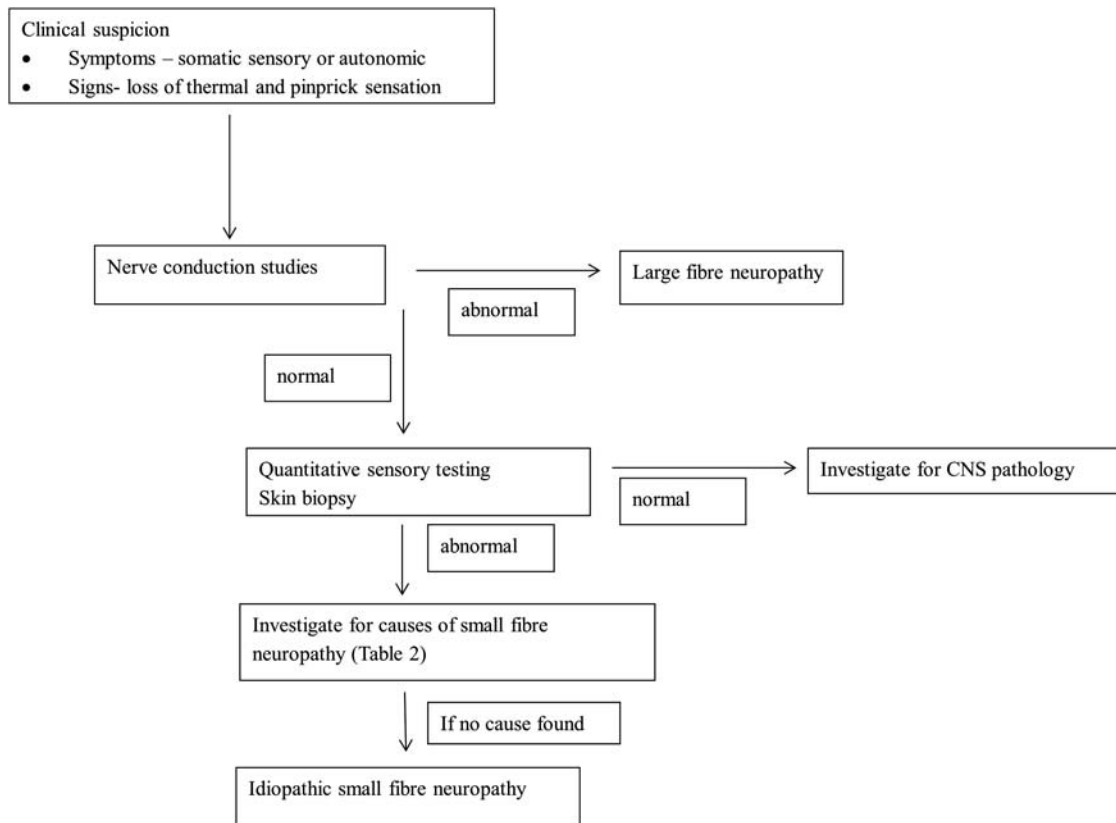 Clinical suspicion
• Symptoms – somatic sensory or autonomic
• Signs- loss of thermal and pinprick sensation
Nerve conduction studies
Large fibre neuropathy
abnormal
normal
Quantitative sensory testing
Skin biopsy
Investigate for CNS pathology
normal
abnormal
Investigate for causes of small fibre
neuropathy (Table 2)
If no cause found
Idiopathic small fibre neuropathy